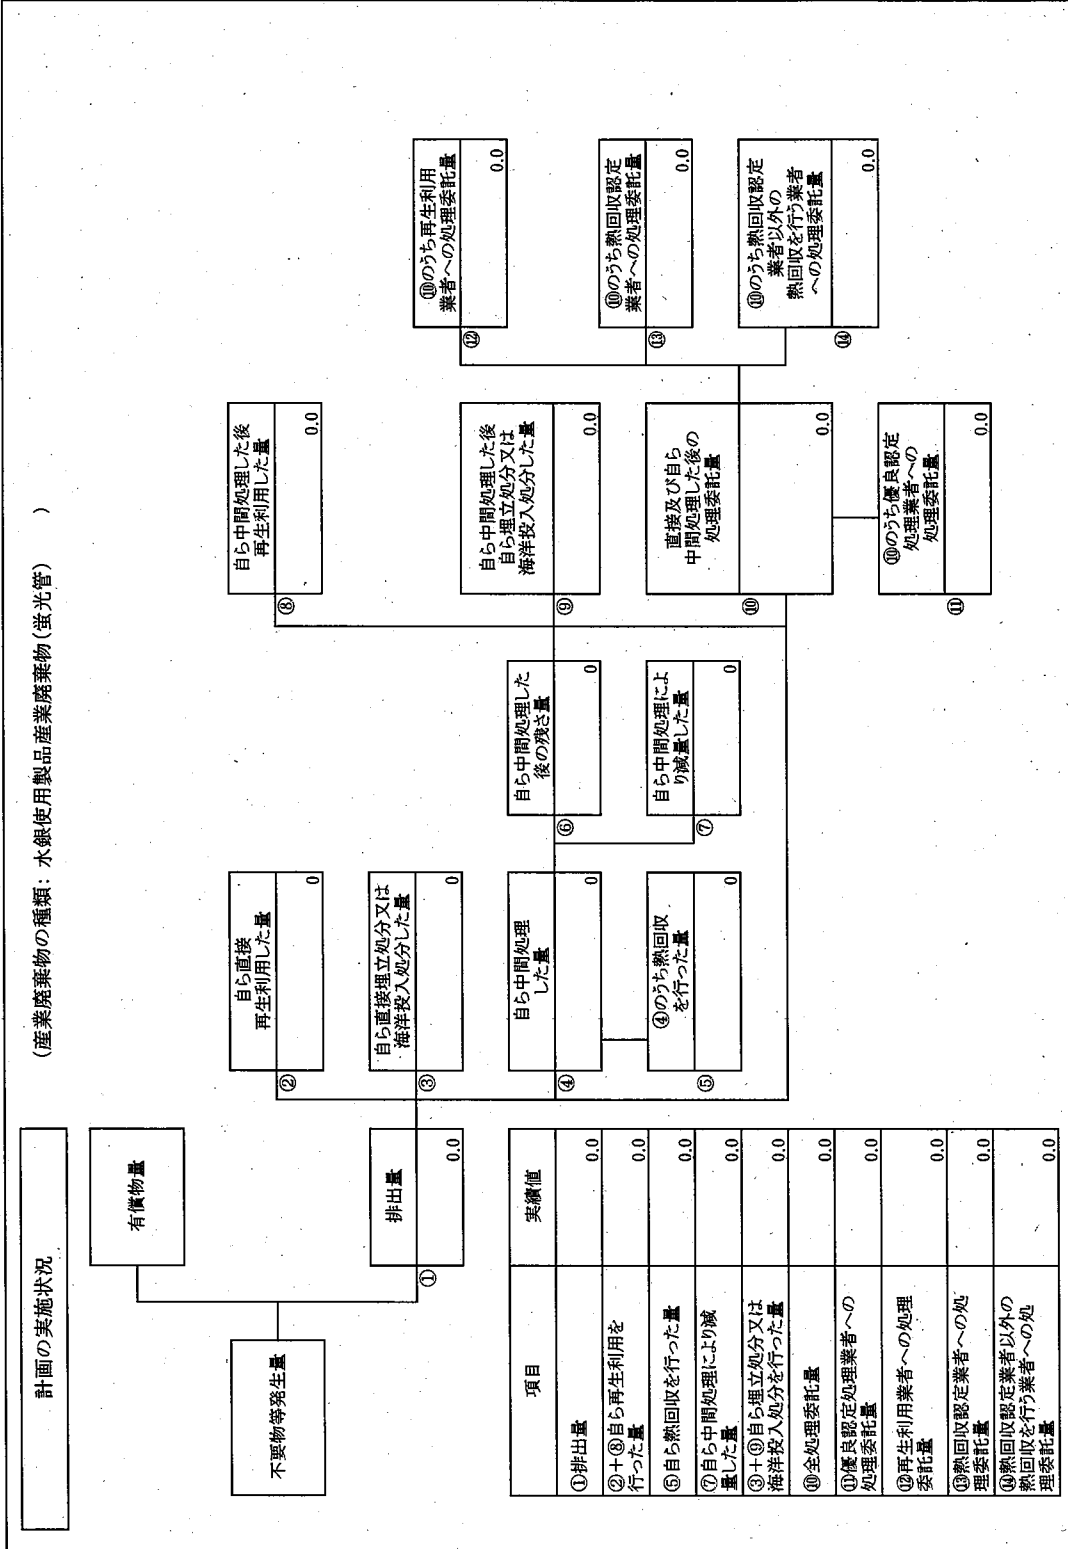 計画の実施状況
(産業廃棄物の種類：水銀使用製品産業廃棄物(蛍光管)　)
不要物等発生量
有償物量
①
排出量
0.0
②
自ら直接
再生利用した量
0
③
自ら直接埋立処分又は
海洋投入処分した量
0
④
自ら中間処理
した量
0
⑤
④のうち熱回収
を行った量
0
⑥
自ら中間処理した
後の残さ量
0
⑦
自ら中間処理によ
り減量した量
0
⑧
自ら中間処理した後
再生利用した量
0.0
⑨
自ら中間処理した後
自ら埋立処分又は
海洋投入処分した量
0.0
⑩
直接及び自ら
中間処理した後の
処理委託量
0.0
⑪
⑩のうち優良認定
処理業者への
処理委託量
0.0
⑫
⑩のうち再生利用
業者への処理委託量
0.0
⑬
⑩のうち熱回収認定
業者への処理委託量
0.0
⑭
⑩のうち熱回収認定
業者以外の
熱回収を行う業者
への処理委託量
0.0
項目　実績値
①排出量　0.0
②＋⑧自ら再生利用を
行った量　0.0
⑤自ら熱回収を行った量　0.0
⑦自ら中間処理により減
量した量　0.0
③＋⑨自ら埋立処分又は
海洋投入処分を行った量　0.0
⑩全処理委託量　0.0
⑪優良認定処理業者への
処理委託量　0.0
⑫再生利用業者への処理
委託量　0.0
⑬熱回収認定業者への処
理委託量　0.0
⑭熱回収認定業者以外の
熱回収を行う業者への処
理委託量　0.0